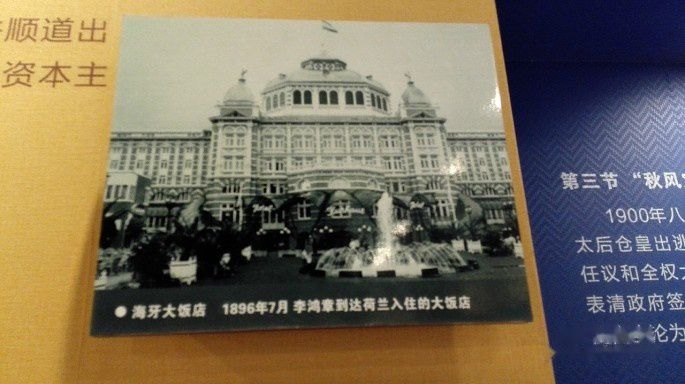 顺道出
资本主
海牙大饭店 1896年7月 李鸿章到达荷兰入住的大饭店
第三节 “秋风
1900年八
太后仓皇出逃
任议和全权大
表清政府签
沦为